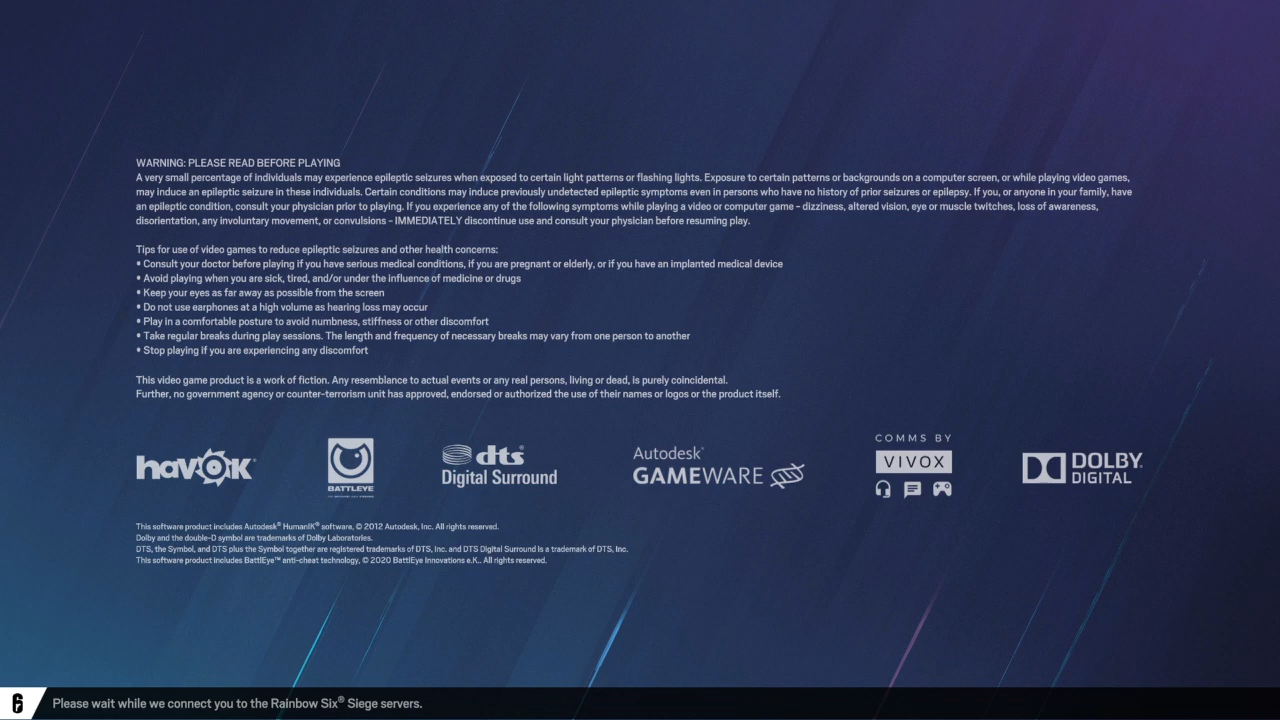 WARNING: PLEASE READ BEFORE PLAYING
A very small percentage of individuals may experience epileptic seizures when exposed to certain light patterns or flashing lights. Exposure to certain patterns or backgrounds on a computer screen, or while playing video games,
may induce an epileptic seizure in these individuals. Certain conditions may induce previously undetected epileptic symptoms even in persons who have no history of prior seizures or epilepsy. If you, or anyone in your family, have
an epileptic condition, consult your physician prior to playing. If you experience any of the following symptoms while playing a video or computer game - dizziness, altered vision, eye or muscle twitches, loss of awareness,
disorientation, any involuntary movement, or convulsions - IMMEDIATELY discontinue use and consult your physician before resuming play.
Tips for use of video games to reduce epileptic seizures and other health concerns:
• Consult your doctor before playing if you have serious medical conditions, if you are pregnant or elderly, or if you have an implanted medical device
• Avoid playing when you are sick, tired, and/or under the influence of medicine or drugs
• Keep your eyes as far away as possible from the screen
• Do not use earphones at a high volume as hearing loss may occur
• Play in a comfortable posture to avoid numbness, stiffness or other discomfort
• Take regular breaks during play sessions. The length and frequency of necessary breaks may vary from one person to another
• Stop playing if you are experiencing any discomfort
This video game product is a work of fiction. Any resemblance to actual events or any real persons, living or dead, is purely coincidental.
Further, no government agency or counter-terrorism unit has approved, endorsed or authorized the use of their names or logos or the product itself.
havok®
BATTLEYE
dts®
Digital Surround
Autodesk®
GAMEWARE
COMMS BY
VIVOX
DOLBY®
DIGITAL
This software product includes Autodesk® HumanIK® software, © 2012 Autodesk, Inc. All rights reserved.
Dolby and the double-D symbol are trademarks of Dolby Laboratories.
DTS, the Symbol, and DTS plus the Symbol together are registered trademarks of DTS, Inc. and DTS Digital Surround is a trademark of DTS, Inc.
This software product includes BattlEye™ anti-cheat technology, © 2020 BattlEye Innovations e.K.. All rights reserved.
6 Please wait while we connect you to the Rainbow Six® Siege servers.